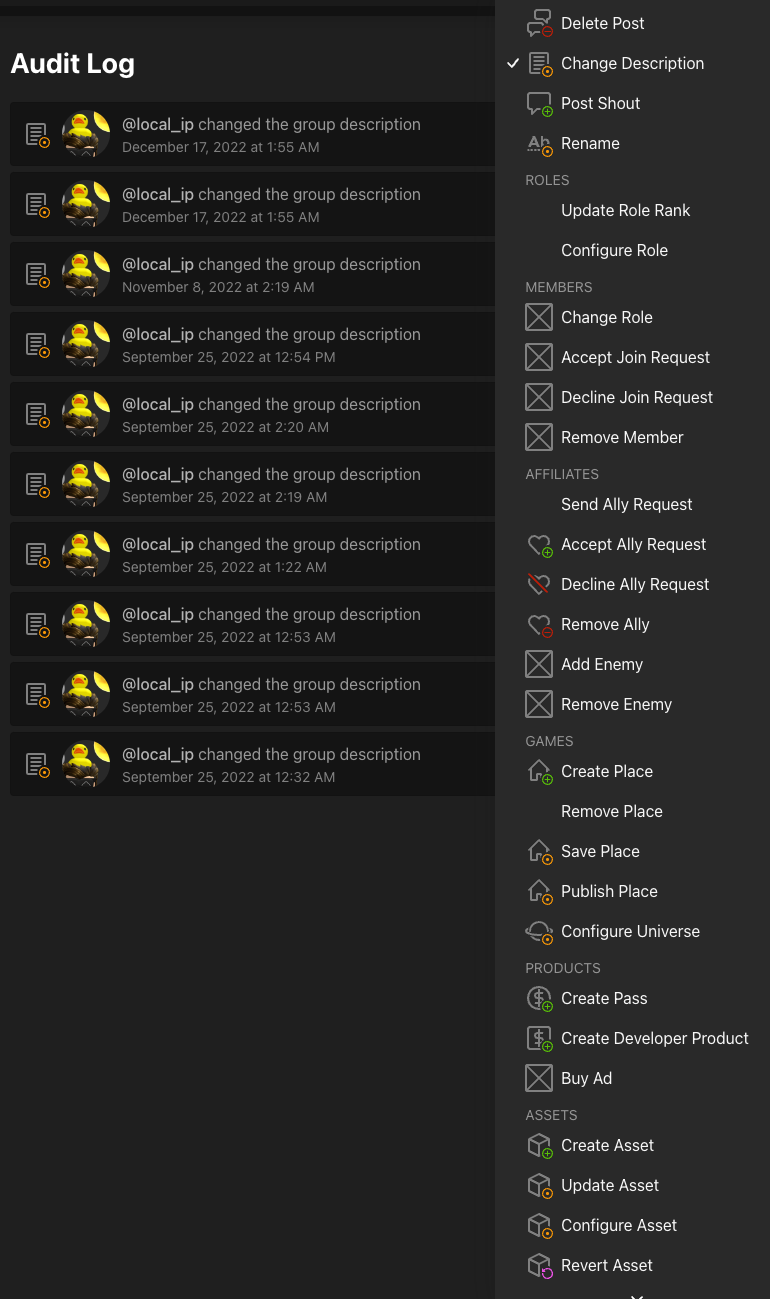 Audit Log
@local_ip changed the group description
December 17, 2022 at 1:55 AM
@local_ip changed the group description
December 17, 2022 at 1:55 AM
@local_ip changed the group description
November 8, 2022 at 2:19 AM
@local_ip changed the group description
September 25, 2022 at 12:54 PM
@local_ip changed the group description
September 25, 2022 at 2:20 AM
@local_ip changed the group description
September 25, 2022 at 2:19 AM
@local_ip changed the group description
September 25, 2022 at 1:22 AM
@local_ip changed the group description
September 25, 2022 at 12:53 AM
@local_ip changed the group description
September 25, 2022 at 12:53 AM
@local_ip changed the group description
September 25, 2022 at 12:32 AM
Delete Post
Change Description
Post Shout
Ab Rename
ROLES
Update Role Rank
Configure Role
MEMBERS
Change Role
Accept Join Request
Decline Join Request
Remove Member
AFFILIATES
Send Ally Request
Accept Ally Request
Decline Ally Request
Remove Ally
Add Enemy
Remove Enemy
GAMES
Create Place
Remove Place
Save Place
Publish Place
Configure Universe
PRODUCTS
$ Create Pass
$ Create Developer Product
Buy Ad
ASSETS
Create Asset
Update Asset
Configure Asset
Revert Asset